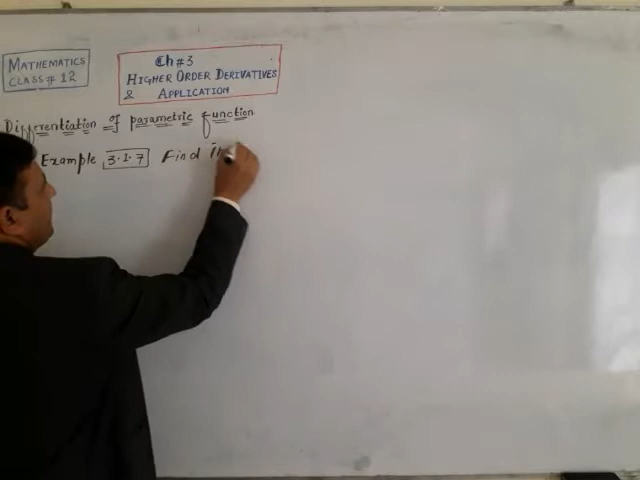 MATHEMATICS
CLASS # 12
Ch # 3
HIGHER ORDER DERIVATIVES
& APPLICATION
Differentiation of parametric function
Example 3.1.7 Find